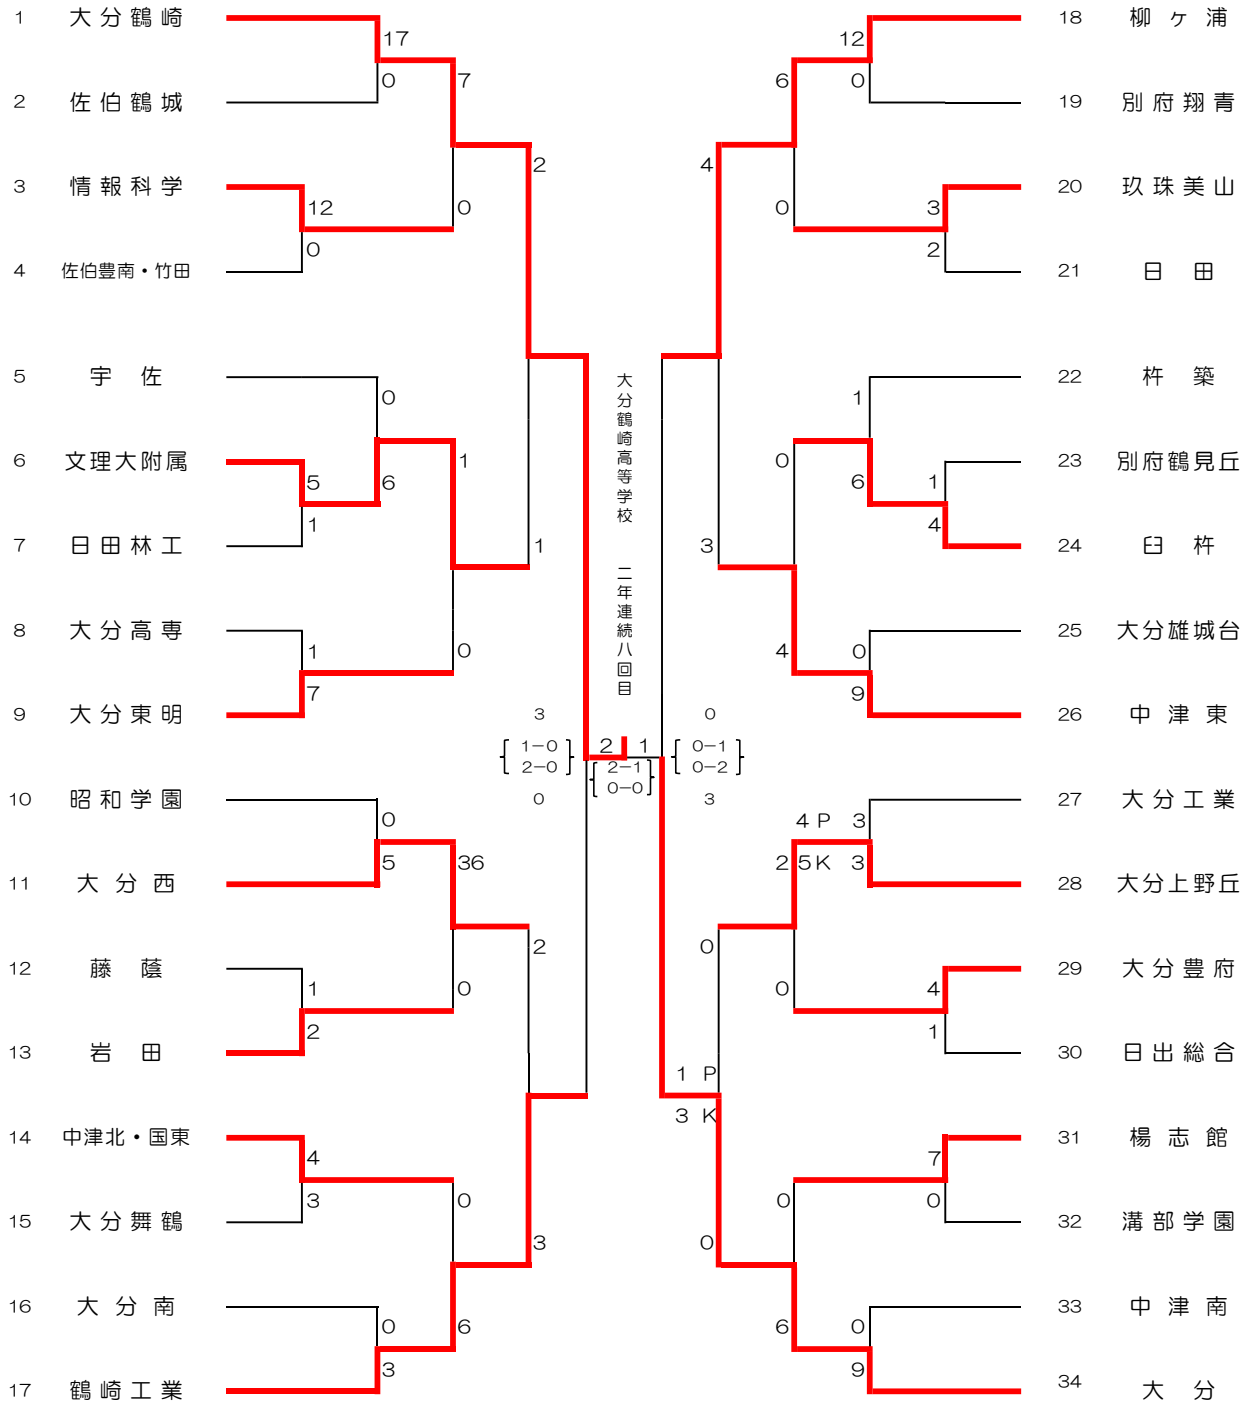 1 大分鶴崎
17
0
2 佐伯鶴城
7
3 情報科学
12
0
4 佐伯豊南・竹田
0
2
5 宇佐
0
6 文理大附属
5
1
7 日田林工
6
1
8 大分高専
1
7
9 大分東明
0
1
10 昭和学園
0
5
11 大分西
36
12 藤蔭
1
2
13 岩田
0
2
14 中津北・国東
4
3
15 大分舞鶴
0
16 大分南
0
3
17 鶴崎工業
6
3
3
1-0
2-0
0
大分鶴崎高等学校 二年連続八回目
2 1
2-1
0-0
0
0-1
0-2
3
18 柳ヶ浦
12
0
19 別府翔青
6
20 玖珠美山
3
2
21 日田
0
4
22 杵築
1
23 別府鶴見丘
1
4
24 臼杵
6
0
25 大分雄城台
0
9
26 中津東
4
3
27 大分工業
4 P 3
2 5K 3
28 大分上野丘
29 大分豊府
4
1
30 日出総合
0
0
1 P
3 K
31 楊志館
7
0
32 溝部学園
0
0
33 中津南
0
9
34 大分
6